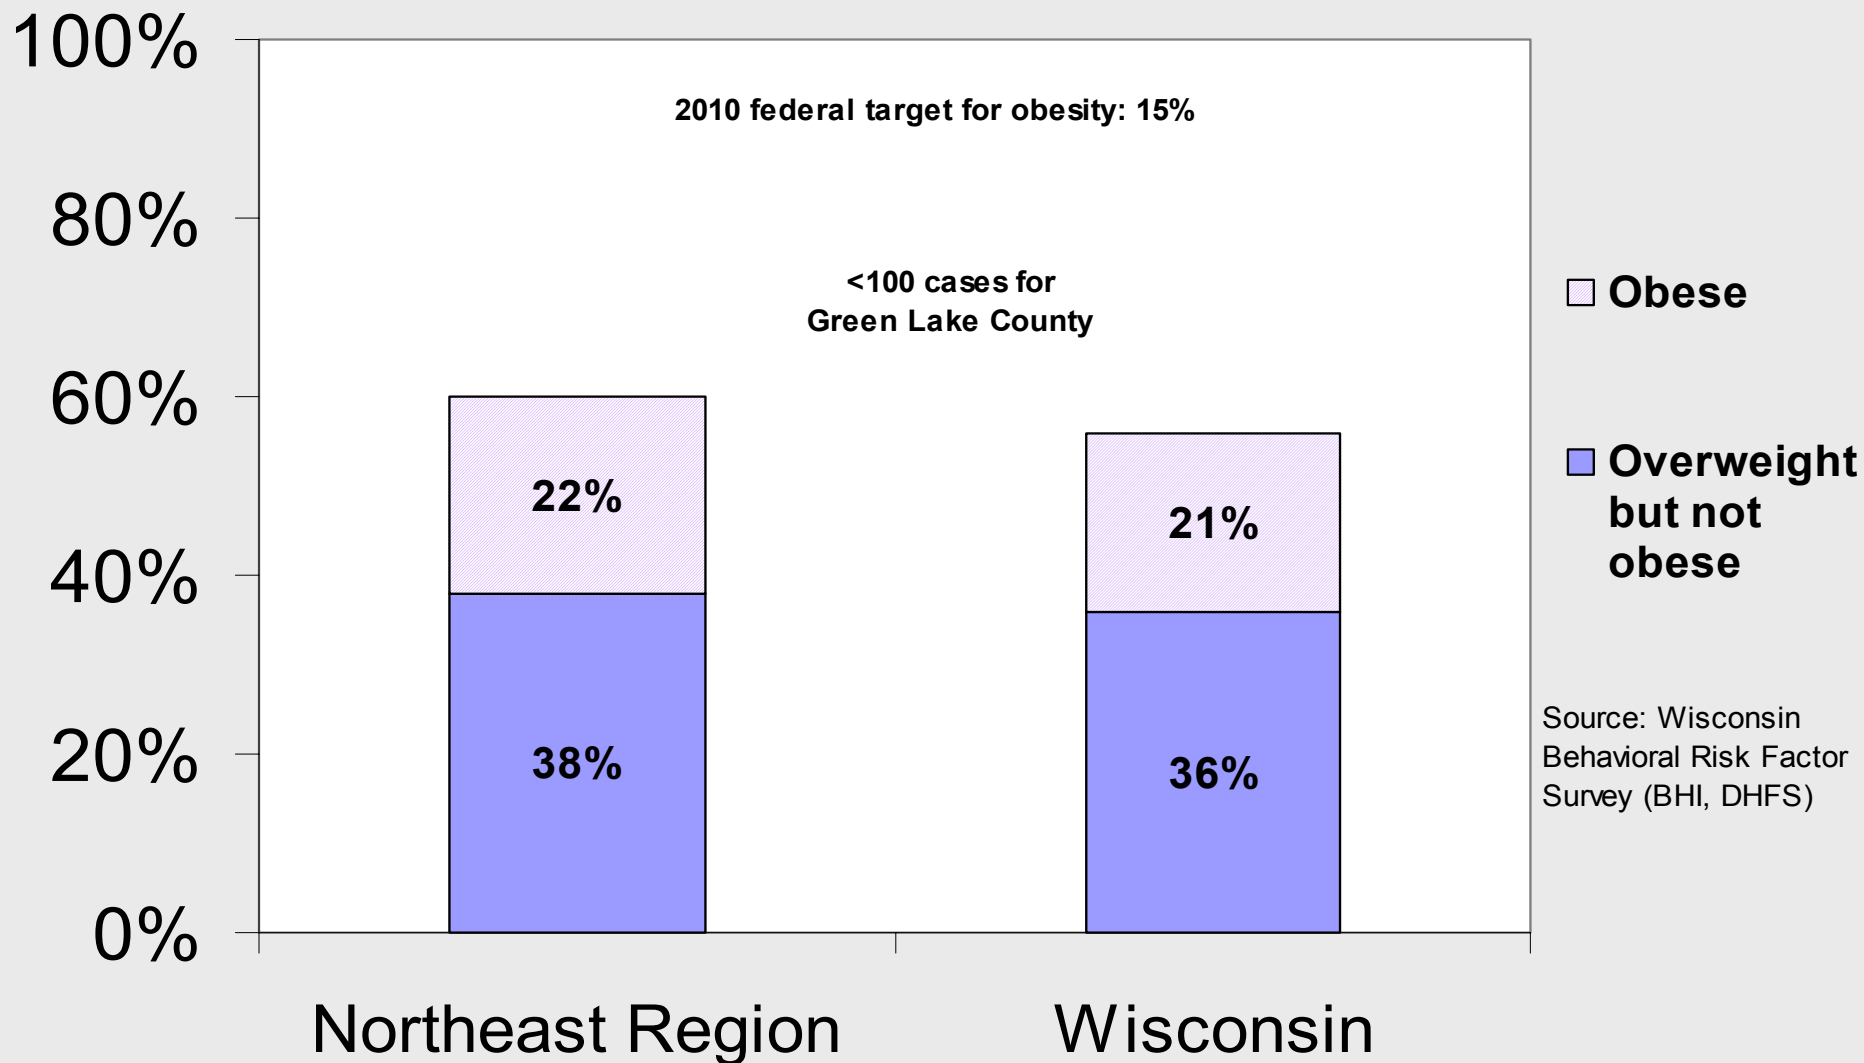 100%
80%
60%
40%
20%
0%
2010 federal target for obesity: 15%
<100 cases for
Green Lake County
22%
38%
21%
36%
Northeast Region
Wisconsin
Obese
Overweight
but not
obese
Source: Wisconsin
Behavioral Risk Factor
Survey (BHI, DHFS)